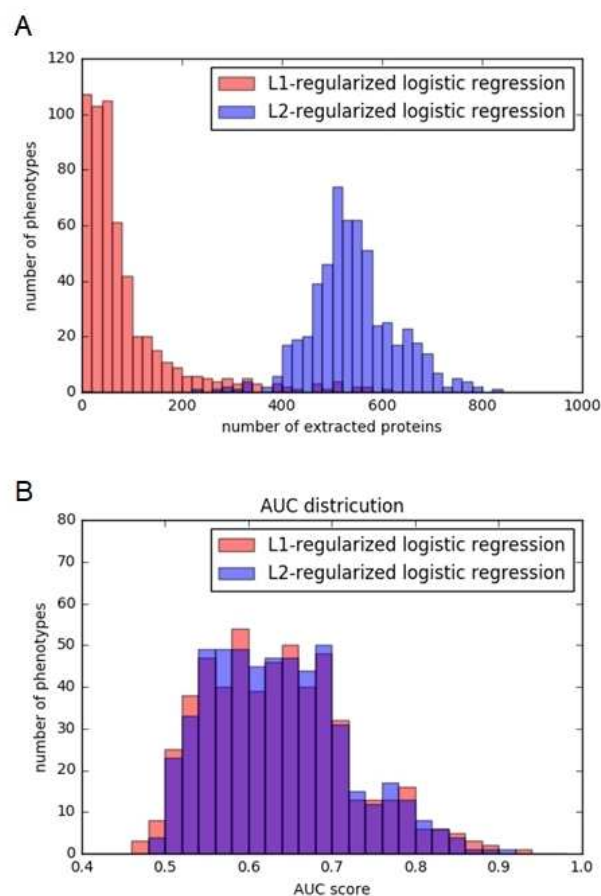 A
L1-regularized logistic regression
L2-regularized logistic regression
number of phenotypes
120
100
80
60
40
20
0
0 200 400 600 800 1000
number of extracted proteins
B
AUC districution
L1-regularized logistic regression
L2-regularized logistic regression
number of phenotypes
80
70
60
50
40
30
20
10
0
0.4 0.5 0.6 0.7 0.8 0.9 1.0
AUC score